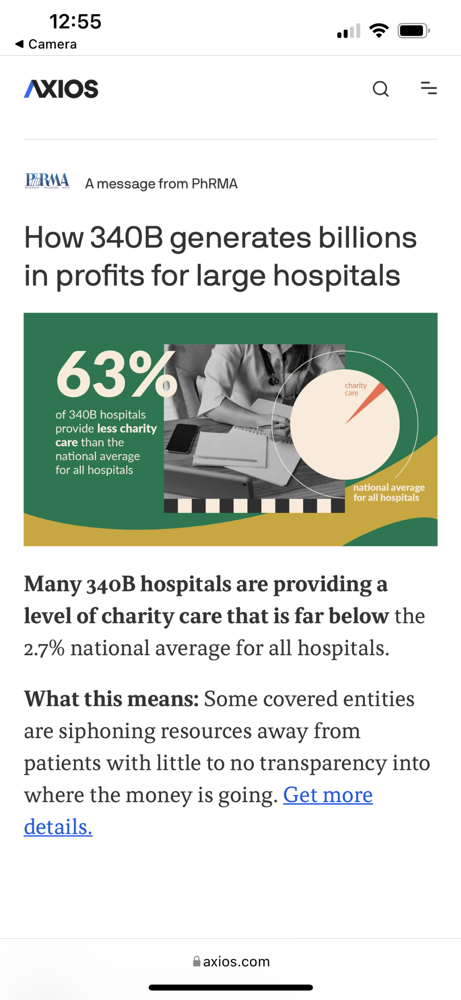 12:55
◀ Camera
AXIOS
PhRMA
RESEARCH · PROGRESS · HOPE
A message from PhRMA
How 340B generates billions
in profits for large hospitals
63%
of 340B hospitals
provide less charity
care than the
national average
for all hospitals
charity
care
national average
for all hospitals
Many 340B hospitals are providing a
level of charity care that is far below the
2.7% national average for all hospitals.
What this means: Some covered entities
are siphoning resources away from
patients with little to no transparency into
where the money is going. Get more
details.
axios.com